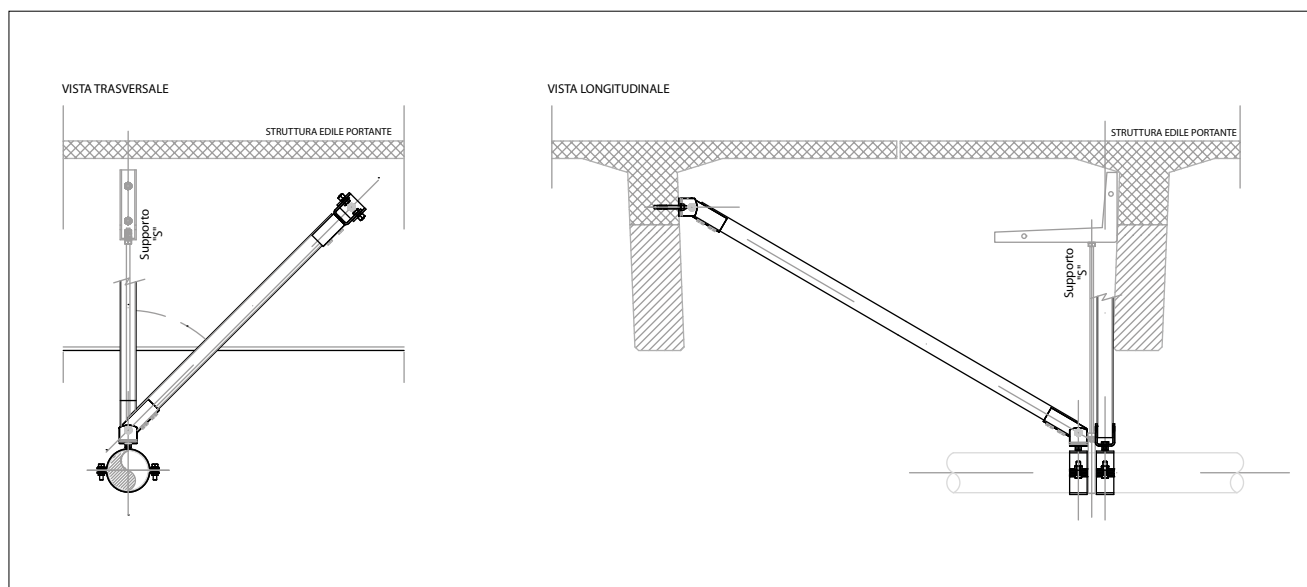 VISTA TRASVERSALE
STRUTTURA EDILE PORTANTE
Supporto
"S"
VISTA LONGITUDINALE
STRUTTURA EDILE PORTANTE
Supporto
"S"